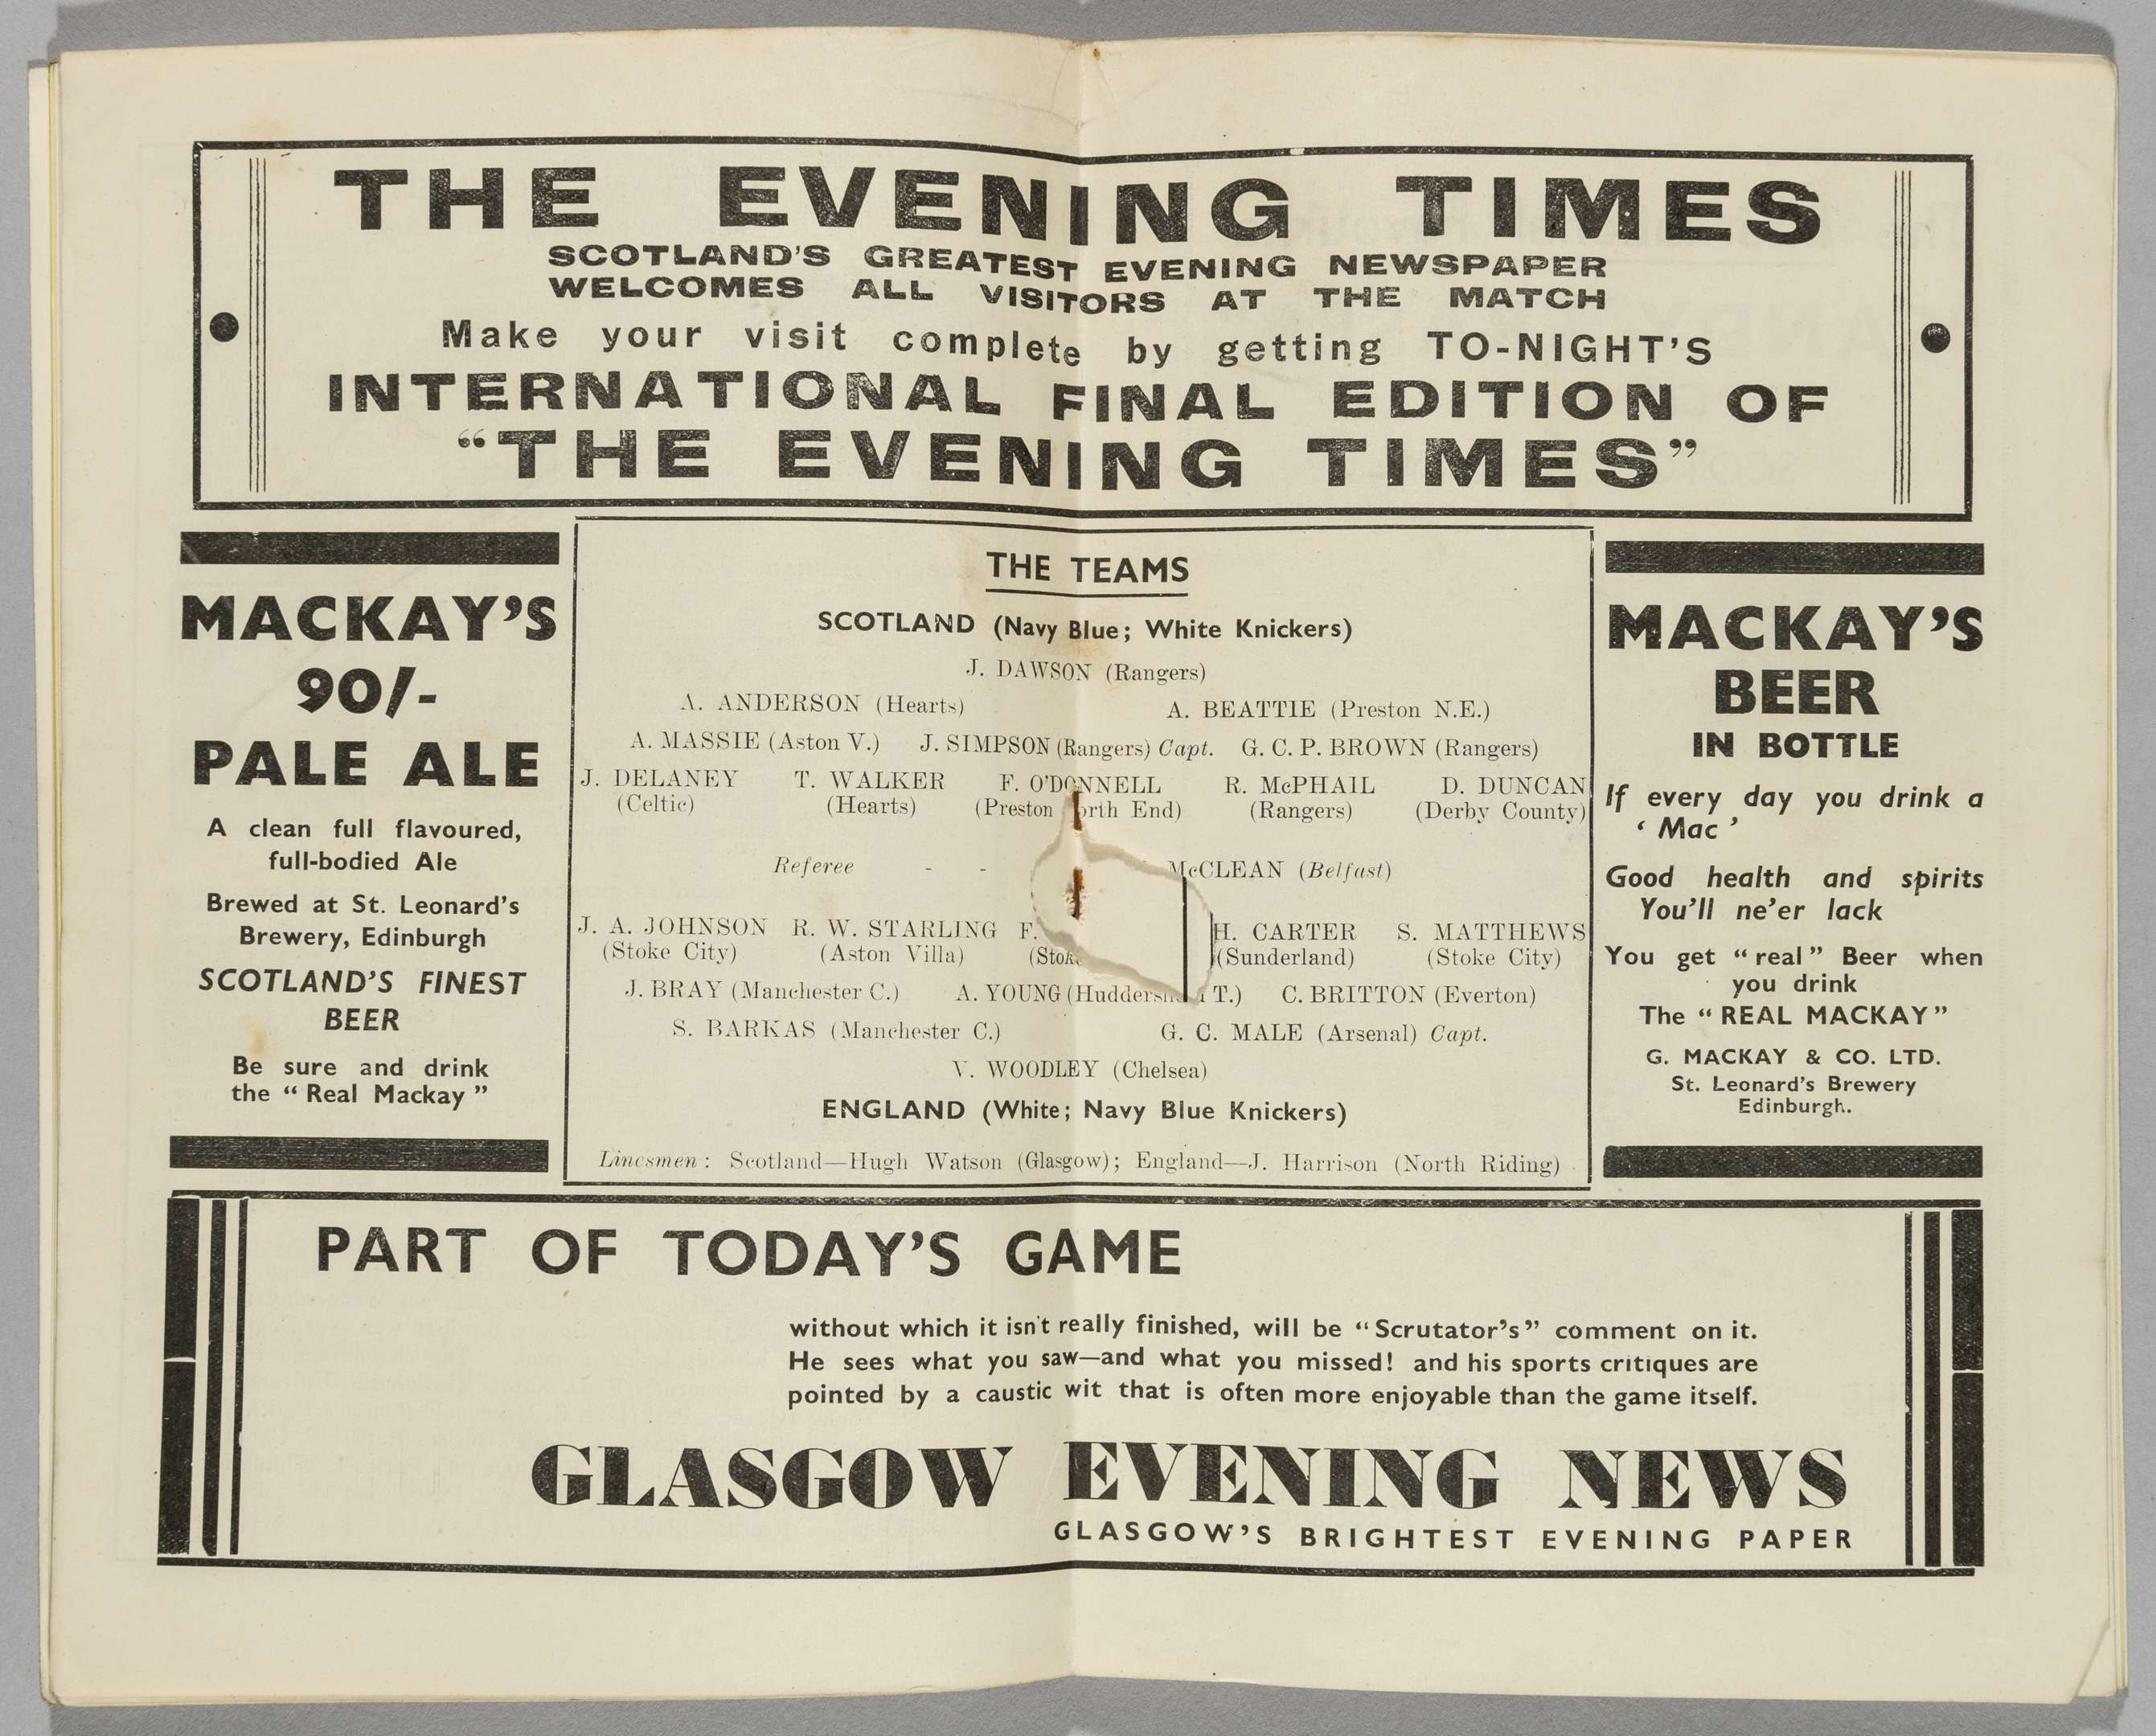 THE EVENING TIMES
SCOTLAND'S GREATEST EVENING NEWSPAPER
WELCOMES ALL VISITORS AT THE MATCH
Make your visit complete by getting TO-NIGHT'S
INTERNATIONAL FINAL EDITION OF
“THE EVENING TIMES”
MACKAY'S
90/-
PALE ALE
A clean full flavoured,
full-bodied Ale
Brewed at St. Leonard's
Brewery, Edinburgh
SCOTLAND'S FINEST
BEER
Be sure and drink
the “Real Mackay”
THE TEAMS
SCOTLAND (Navy Blue; White Knickers)
J. DAWSON (Rangers)
A. ANDERSON (Hearts) A. BEATTIE (Preston N.E.)
A. MASSIE (Aston V.) J. SIMPSON (Rangers) Capt. G. C. P. BROWN (Rangers)
J. DELANEY T. WALKER F. O'DONNELL R. McPHAIL D. DUNCAN
(Celtic) (Hearts) (Preston orth End) (Rangers) (Derby County)
Referee - - McCLEAN (Belfast)
J. A. JOHNSON R. W. STARLING F. H. CARTER S. MATTHEWS
(Stoke City) (Aston Villa) (Stok (Sunderland) (Stoke City)
J. BRAY (Manchester C.) A. YOUNG (Huddersf T.) C. BRITTON (Everton)
S. BARKAS (Manchester C.) G. C. MALE (Arsenal) Capt.
V. WOODLEY (Chelsea)
ENGLAND (White; Navy Blue Knickers)
Linesmen: Scotland—Hugh Watson (Glasgow); England—J. Harrison (North Riding)
MACKAY'S
BEER
IN BOTTLE
If every day you drink a
‘Mac’
Good health and spirits
You'll ne'er lack
You get “real” Beer when
you drink
The “REAL MACKAY”
G. MACKAY & CO. LTD.
St. Leonard's Brewery
Edinburgh.
PART OF TODAY'S GAME
without which it isn't really finished, will be “Scrutator's” comment on it.
He sees what you saw—and what you missed! and his sports critiques are
pointed by a caustic wit that is often more enjoyable than the game itself.
GLASGOW EVENING NEWS
GLASGOW'S BRIGHTEST EVENING PAPER